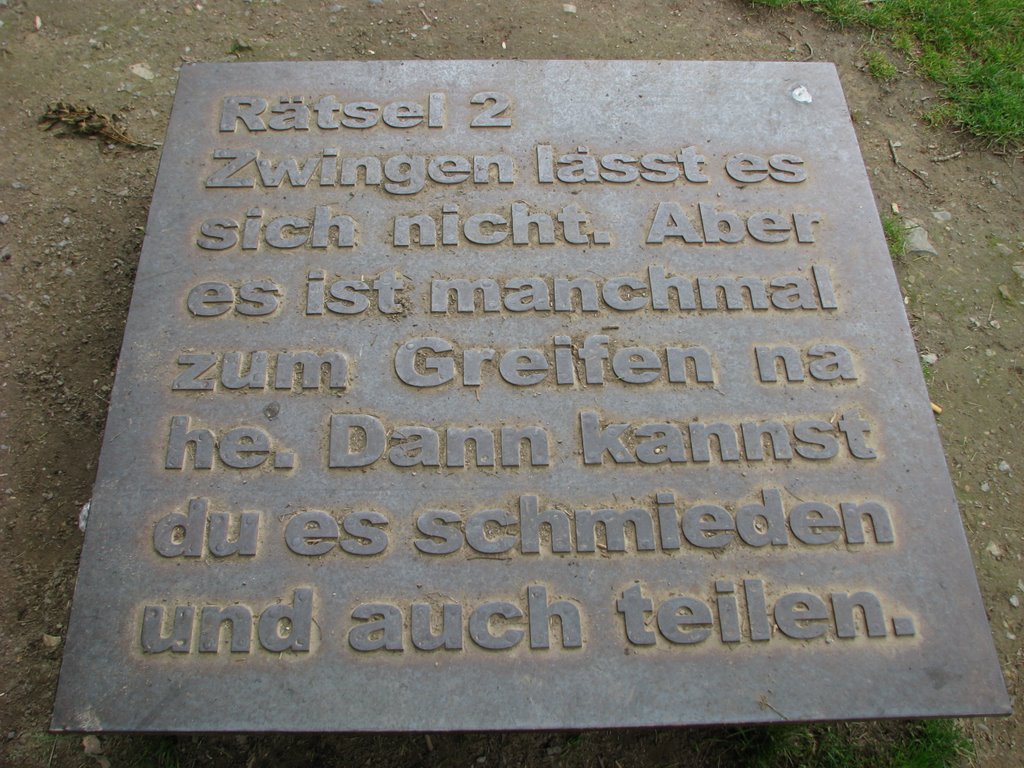 Rätsel 2
Zwingen lässt es
sich nicht. Aber
es ist manchmal
zum Greifen na
he. Dann kannst
du es schmieden
und auch teilen.